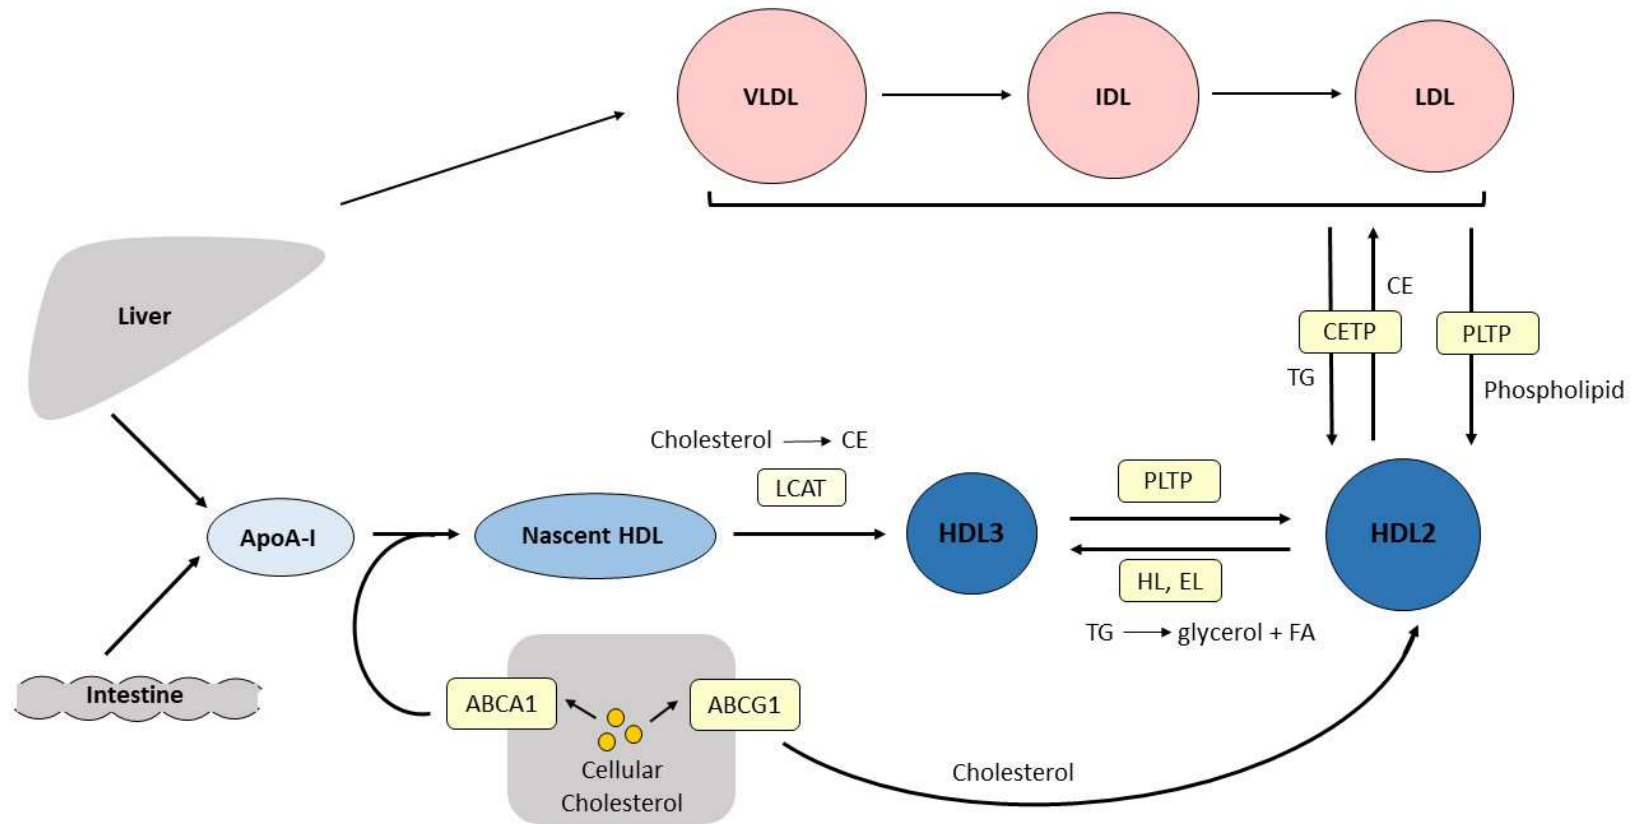 VLDL
IDL
LDL
Liver
CE
CETP
PLTP
TG
Phospholipid
Cholesterol → CE
LCAT
PLTP
ApoA-I
Nascent HDL
HDL3
HDL2
HL, EL
TG → glycerol + FA
Intestine
ABCA1
ABCG1
Cellular
Cholesterol
Cholesterol